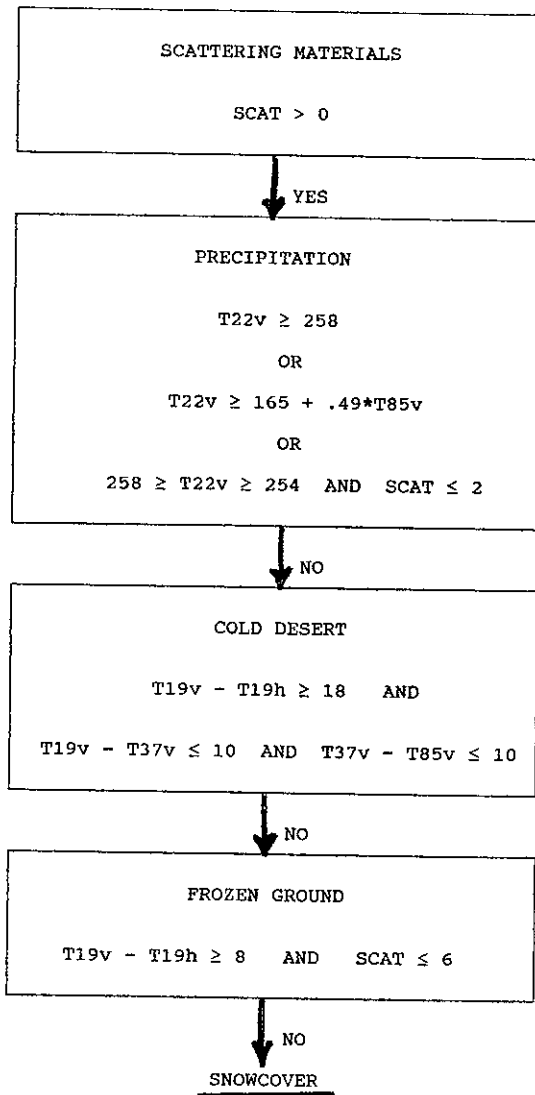 SCATTERING MATERIALS
SCAT > 0
YES
PRECIPITATION
T22v ≥ 258
OR
T22v ≥ 165 + .49*T85v
OR
258 ≥ T22v ≥ 254 AND SCAT ≤ 2
NO
COLD DESERT
T19v - T19h ≥ 18 AND
T19v - T37v ≤ 10 AND T37v - T85v ≤ 10
NO
FROZEN GROUND
T19v - T19h ≥ 8 AND SCAT ≤ 6
NO
SNOWCOVER